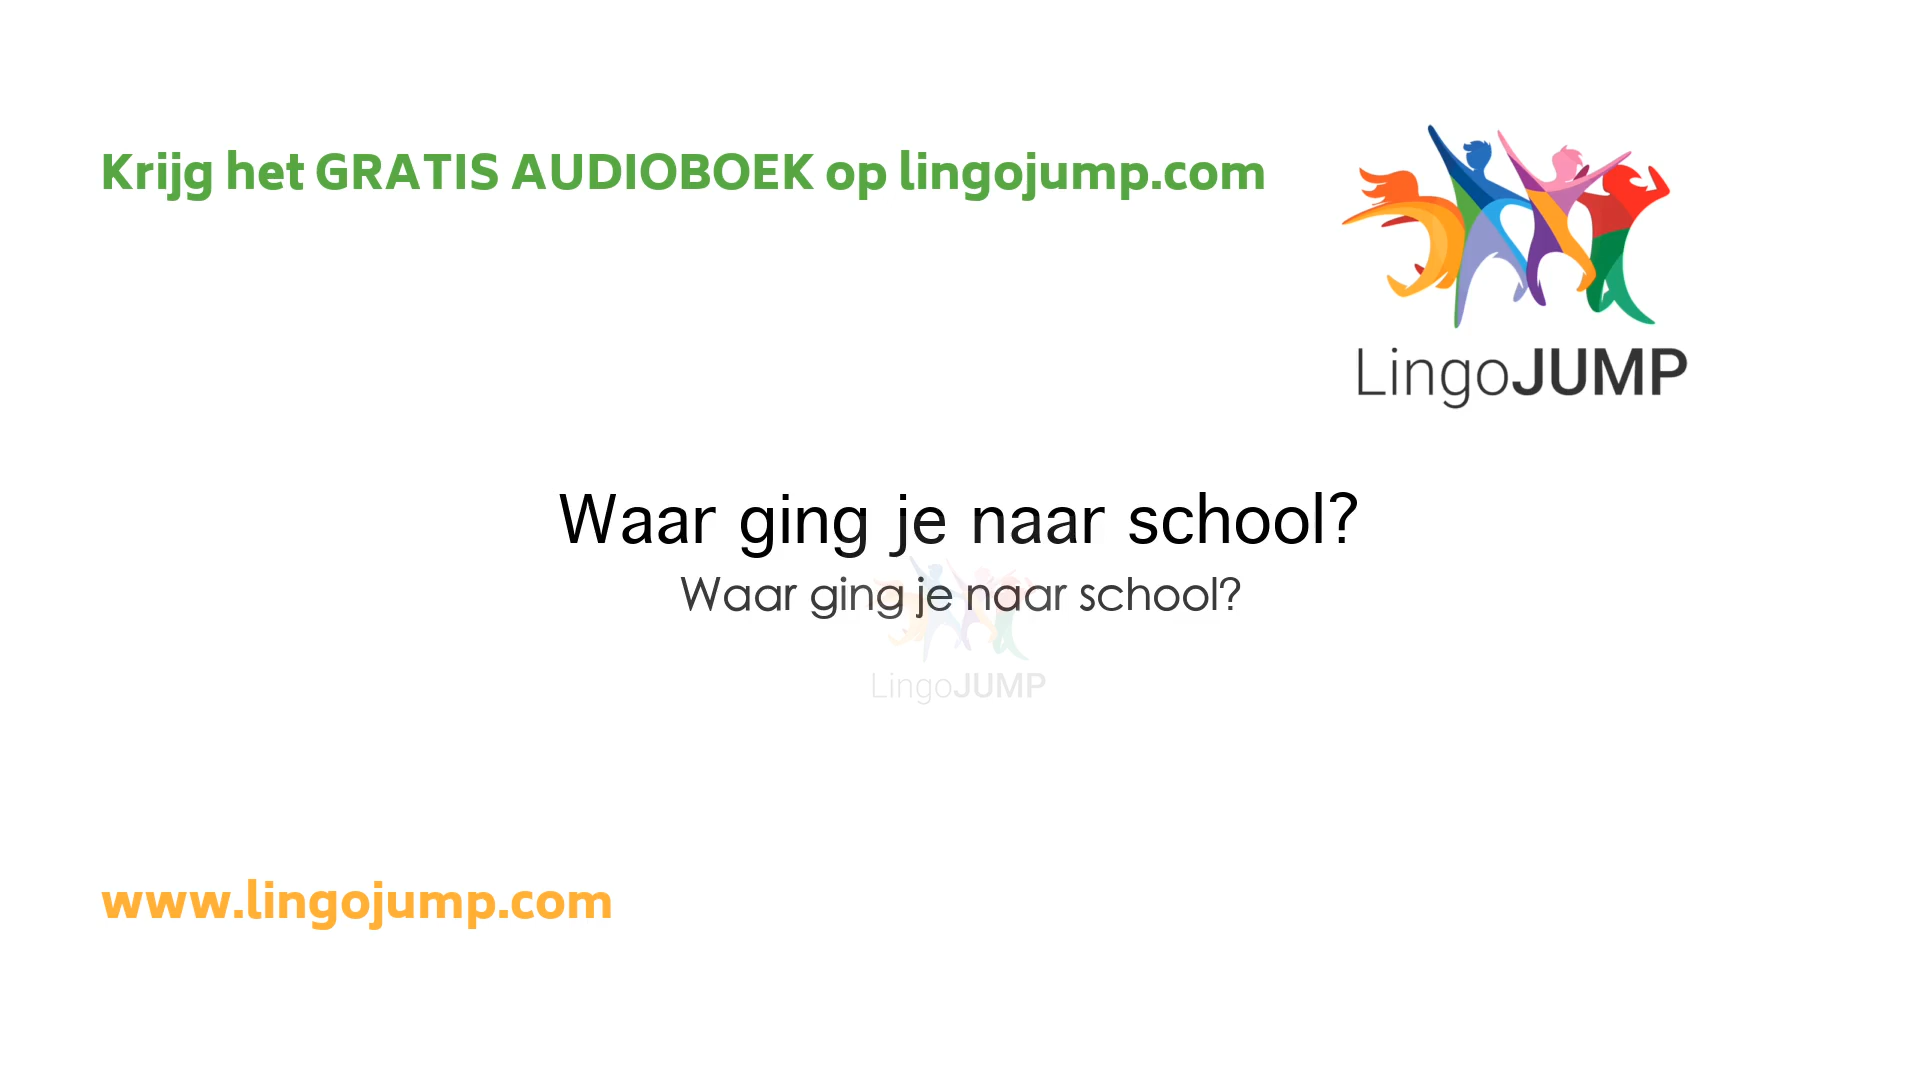 Krijg het GRATIS AUDIOBOEK op lingojump.com
LingoJUMP
Waar ging je naar school?
Waar ging je naar school?
LingoJUMP
www.lingojump.com